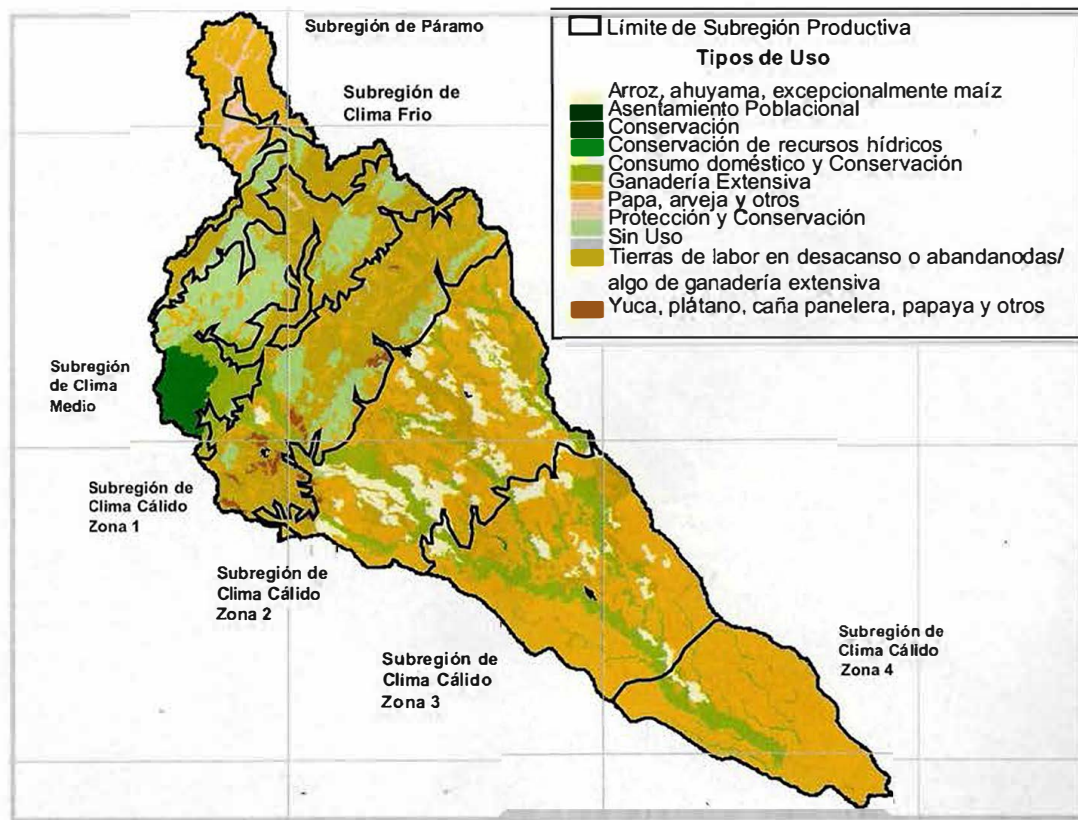 Subregión de Páramo
Subregión de
Clima Frio
Límite de Subregión Productiva
Tipos de Uso
Arroz, ahuyama, excepcionalmente maíz
Asentamiento Poblacional
Conservación
Conservación de recursos hídricos
Consumo doméstico y Conservación
Ganadería Extensiva
Papa, arveja y otros
Protección y Conservación
Sin Uso
Tierras de labor en desacanso o abandanodas/
algo de ganadería extensiva
Yuca, plátano, caña panelera, papaya y otros
Subregión
de Clima
Medio
Subregión de
Clima Cálido
Zona 1
Subregión de
Clima Cálido
Zona 2
Subregión de
Clima Cálido
Zona 3
Subregión de
Clima Cálido
Zona 4